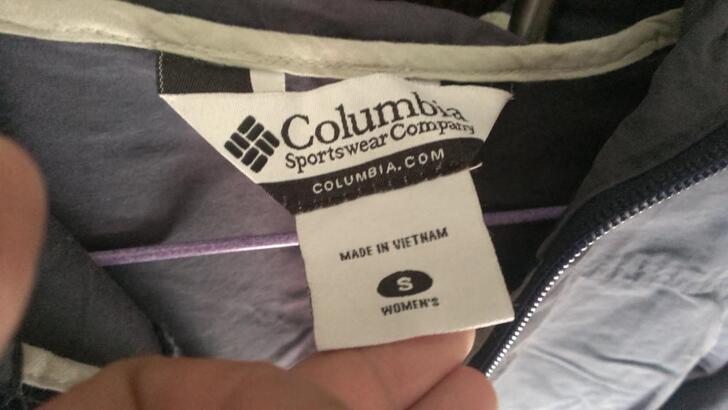 Columbia
Sportswear Company
COLUMBIA.COM
MADE IN VIETNAM
S
WOMEN'S